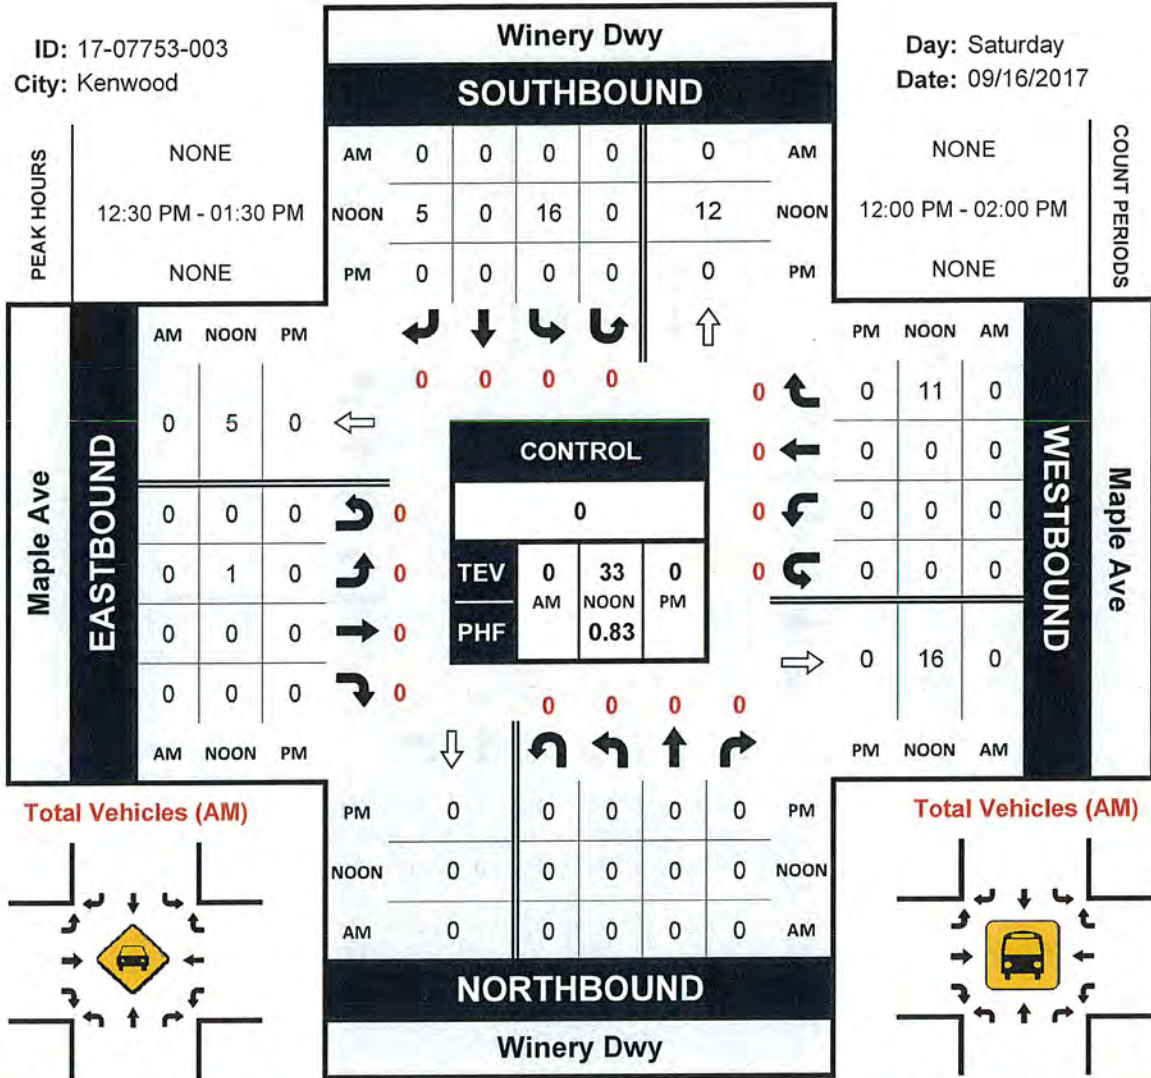 ID: 17-07753-003
City: Kenwood
Day: Saturday
Date: 09/16/2017
Winery Dwy
SOUTHBOUND
PEAK HOURS
NONE
12:30 PM - 01:30 PM
NONE
COUNT PERIODS
NONE
12:00 PM - 02:00 PM
NONE
AM 0 0 0 0 0 AM
NOON 5 0 16 0 12 NOON
PM 0 0 0 0 0 PM
0 0 0 0
Maple Ave
EASTBOUND
AM NOON PM
0 5 0
0 0 0 0
0 1 0 0
0 0 0 0
0 0 0 0
AM NOON PM
CONTROL
0
TEV 0 33 0
AM NOON PM
PHF 0.83
PM NOON AM
0 0 11 0
0 0 0 0
0 0 0 0
0 0 0 0
0 16 0
PM NOON AM
WESTBOUND
Maple Ave
0 0 0 0
PM 0 0 0 0 0 PM
NOON 0 0 0 0 0 NOON
AM 0 0 0 0 0 AM
NORTHBOUND
Winery Dwy
Total Vehicles (AM)
Total Vehicles (AM)